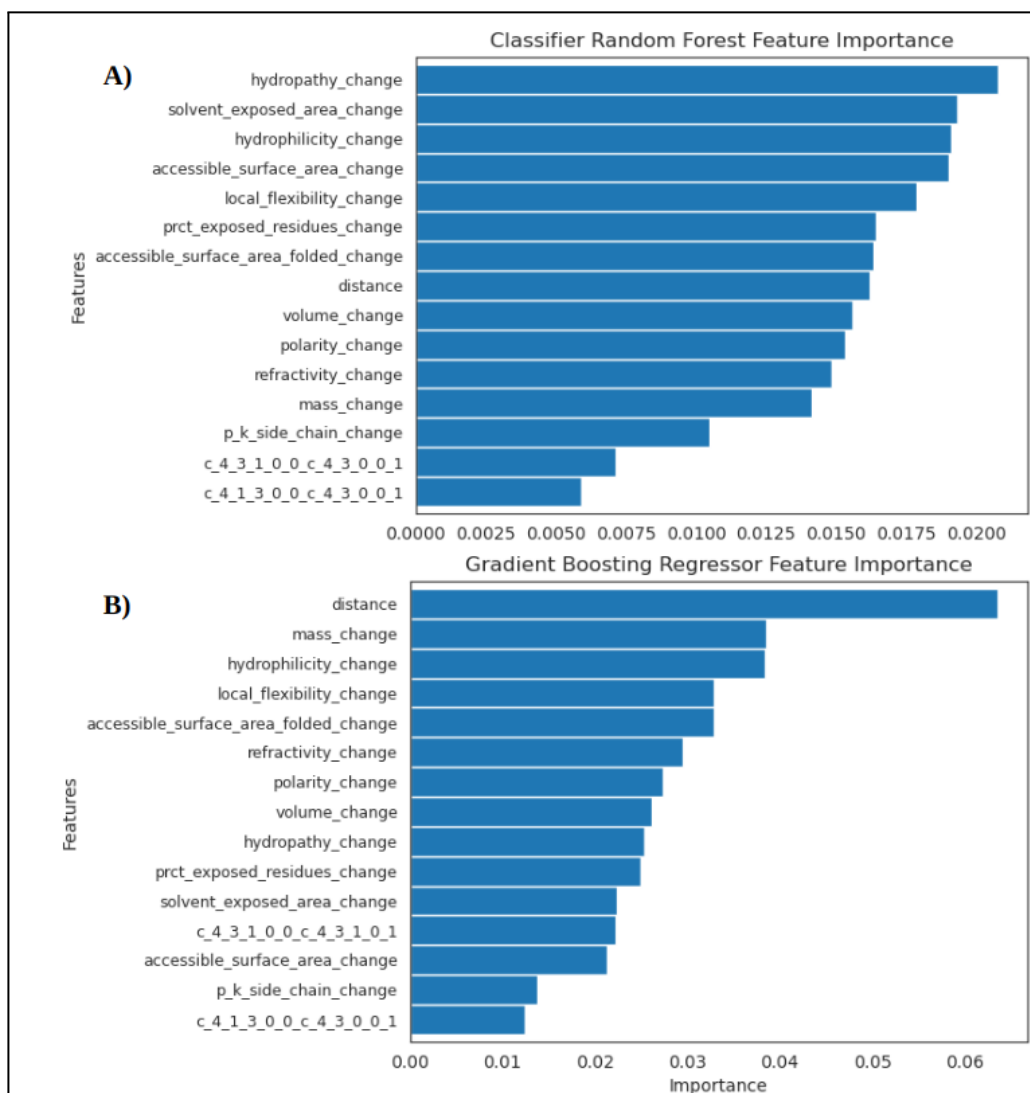 Classifier Random Forest Feature Importance
A)
hydropathy_change
solvent_exposed_area_change
hydrophilicity_change
accessible_surface_area_change
local_flexibility_change
prct_exposed_residues_change
accessible_surface_area_folded_change
distance
volume_change
polarity_change
refractivity_change
mass_change
p_k_side_chain_change
c_4_3_1_0_0_c_4_3_0_0_1
c_4_1_3_0_0_c_4_3_0_0_1
Features
0.0000 0.0025 0.0050 0.0075 0.0100 0.0125 0.0150 0.0175 0.0200
Gradient Boosting Regressor Feature Importance
B)
distance
mass_change
hydrophilicity_change
local_flexibility_change
accessible_surface_area_folded_change
refractivity_change
polarity_change
volume_change
hydropathy_change
prct_exposed_residues_change
solvent_exposed_area_change
c_4_3_1_0_0_c_4_3_1_0_1
accessible_surface_area_change
p_k_side_chain_change
c_4_1_3_0_0_c_4_3_0_0_1
Features
0.00 0.01 0.02 0.03 0.04 0.05 0.06
Importance